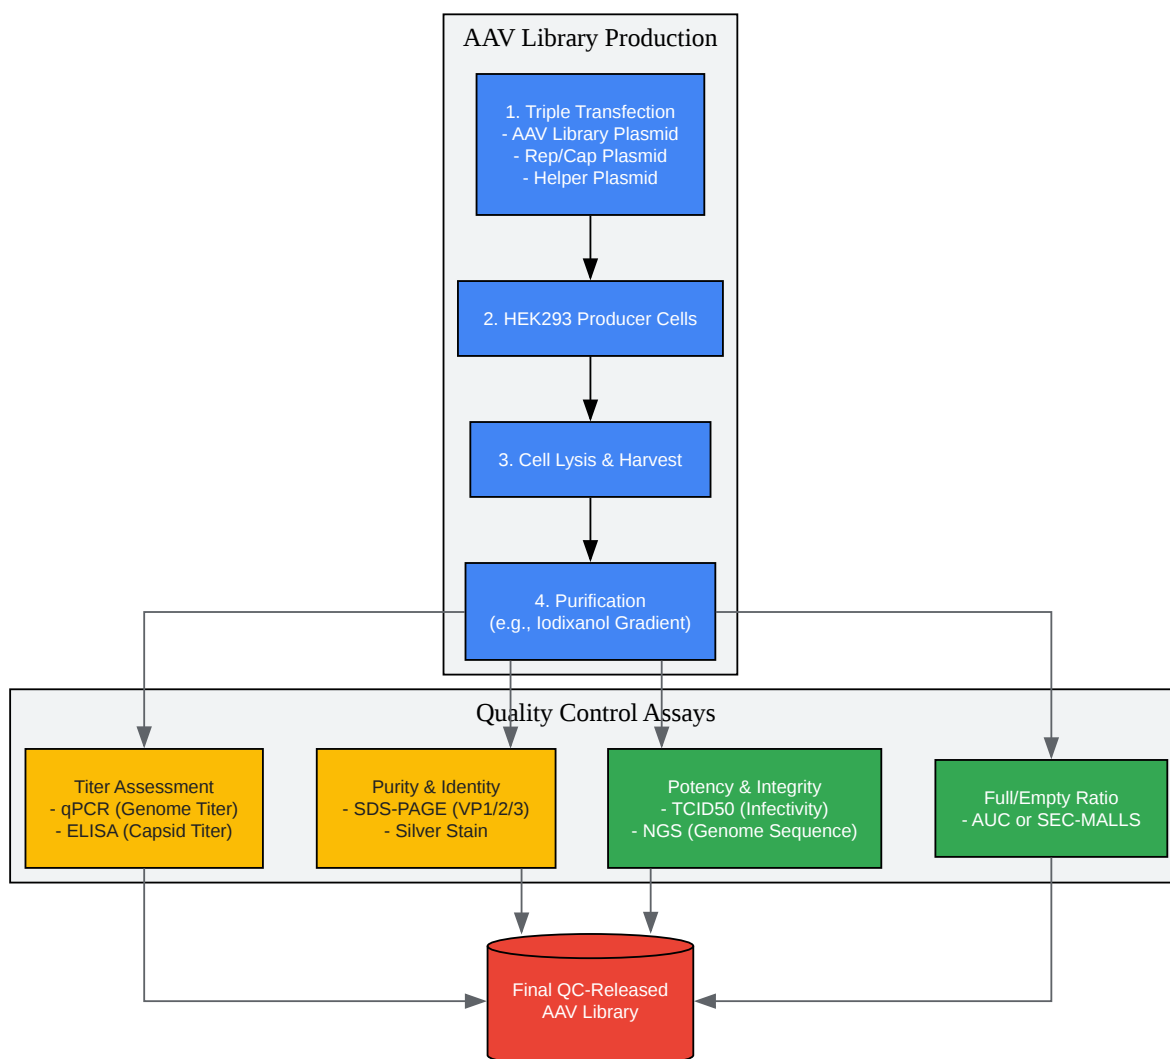 AAV Library Production
1. Triple Transfection
- AAV Library Plasmid
- Rep/Cap Plasmid
- Helper Plasmid
2. HEK293 Producer Cells
3. Cell Lysis & Harvest
4. Purification
(e.g., Iodixanol Gradient)
Quality Control Assays
Titer Assessment
- qPCR (Genome Titer)
- ELISA (Capsid Titer)
Purity & Identity
- SDS-PAGE (VP1/2/3)
- Silver Stain
Potency & Integrity
- TCID50 (Infectivity)
- NGS (Genome Sequence)
Full/Empty Ratio
- AUC or SEC-MALLS
Final QC-Released
AAV Library